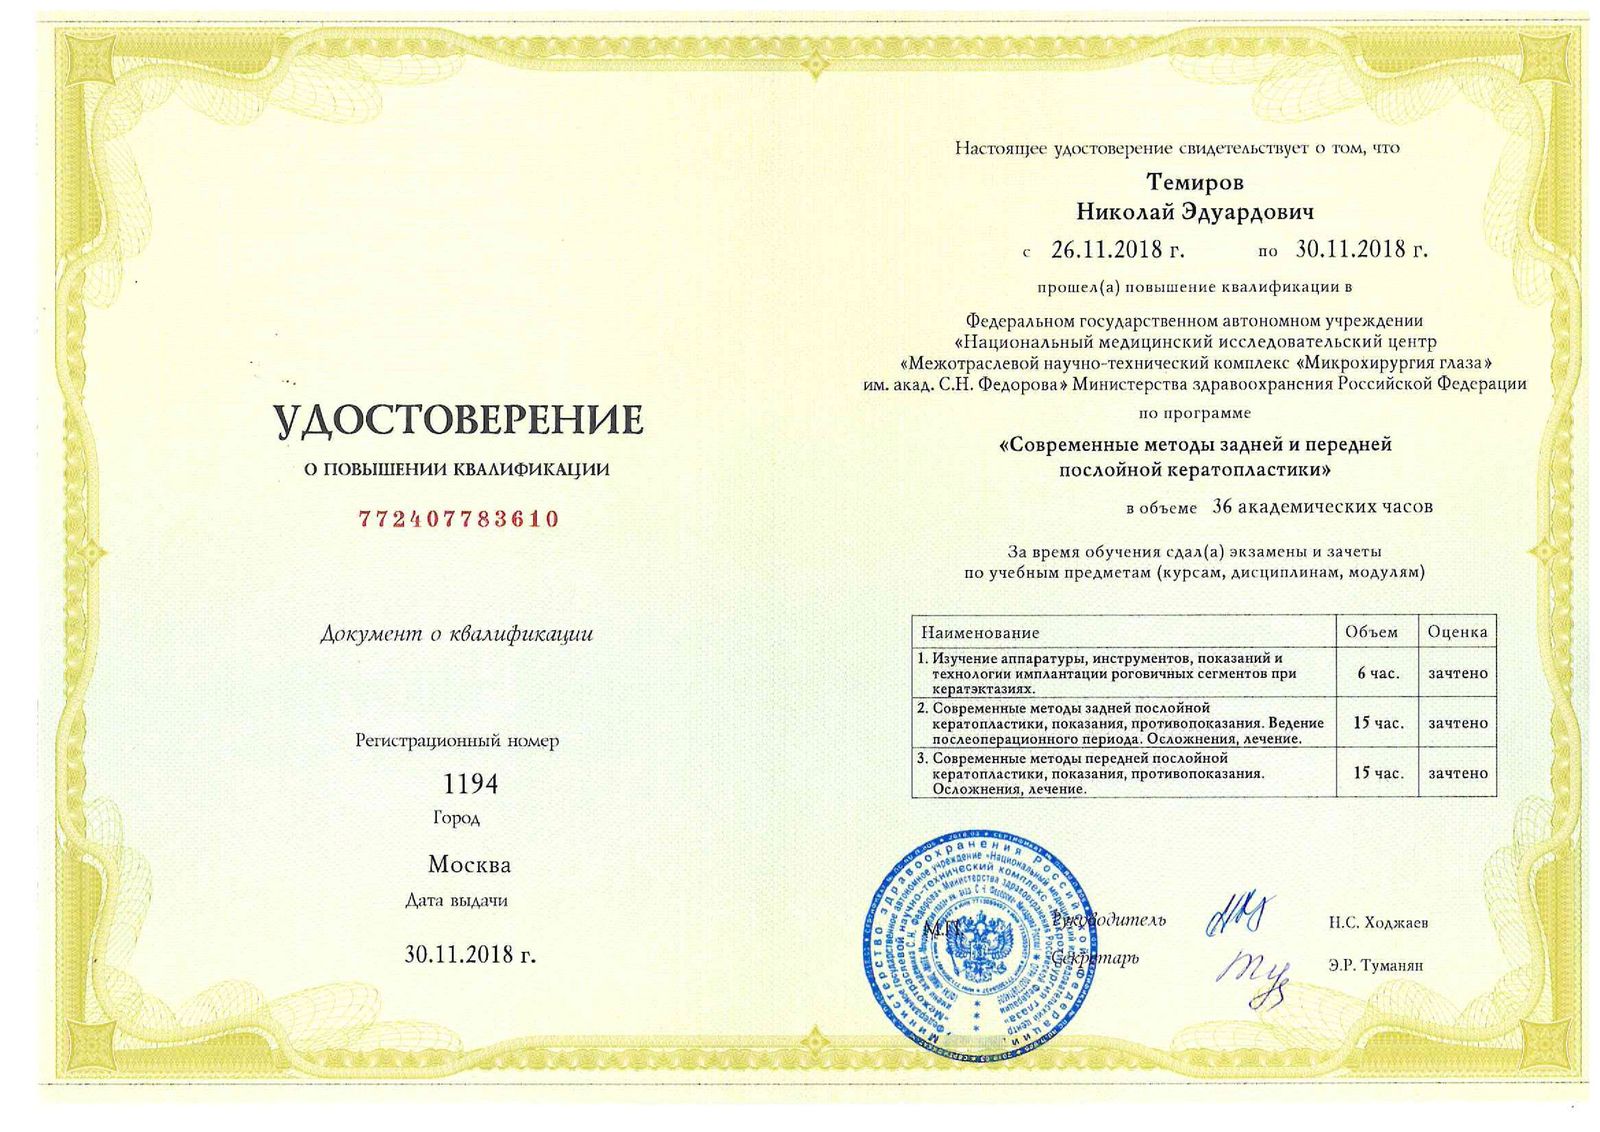 УДОСТОВЕРЕНИЕ
О ПОВЫШЕНИИ КВАЛИФИКАЦИИ
772407783610
Документ о квалификации
Регистрационный номер
1194
Город
Москва
Дата выдачи
30.11.2018 г.
Настоящее удостоверение свидетельствует о том, что
Темиров
Николай Эдуардович
с 26.11.2018 г. по 30.11.2018 г.
прошел(а) повышение квалификации в
Федеральном государственном автономном учреждении
«Национальный медицинский исследовательский центр
«Межотраслевой научно-технический комплекс «Микрохирургия глаза»
им. акад. С.Н. Федорова» Министерства здравоохранения Российской Федерации
по программе
«Современные методы задней и передней
послойной кератопластики»
в объеме 36 академических часов
За время обучения сдал(а) экзамены и зачеты
по учебным предметам (курсам, дисциплинам, модулям)
Наименование Объем Оценка
1. Изучение аппаратуры, инструментов, показаний и
технологии имплантации роговичных сегментов при
кератэктазиях.
6 час. зачтено
2. Современные методы задней послойной
кератопластики, показания, противопоказания. Ведение
послеоперационного периода. Осложнения, лечение.
15 час. зачтено
3. Современные методы передней послойной
кератопластики, показания, противопоказания.
Осложнения, лечение.
15 час. зачтено
Министерство здравоохранения Российской Федерации
М.П.
Руководитель
Н.С. Ходжаев
Секретарь
Э.Р. Туманян